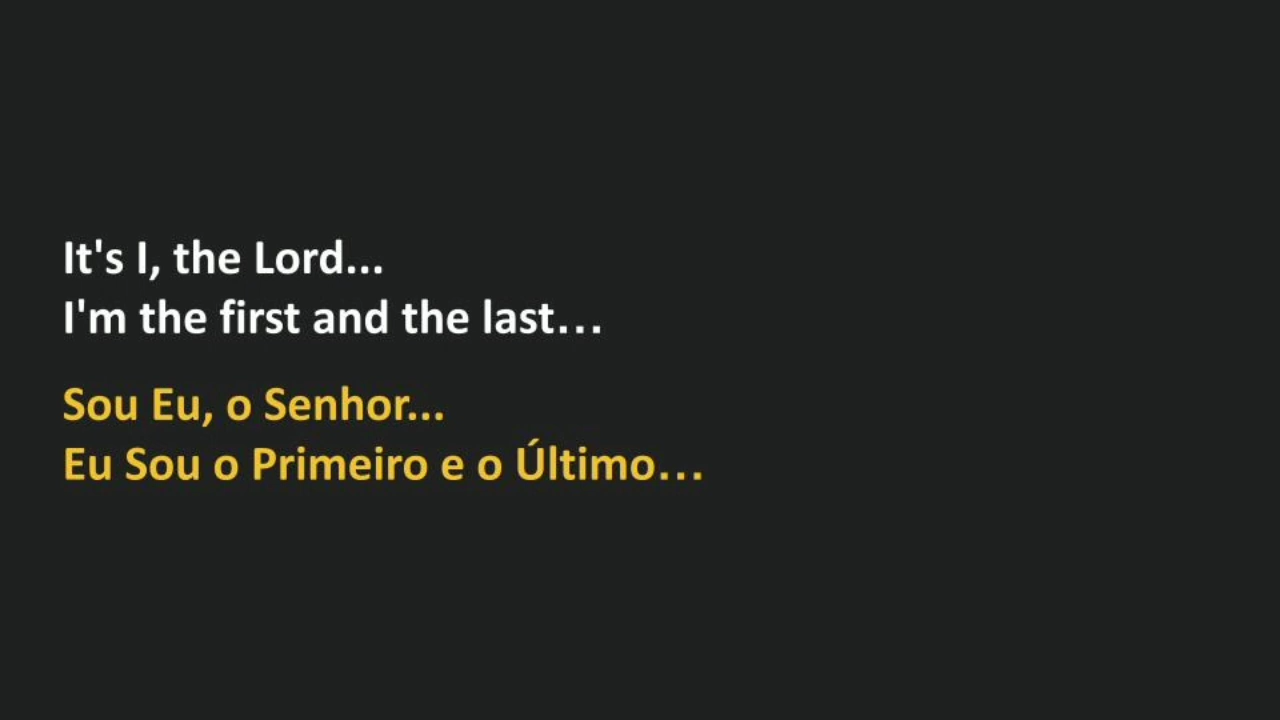 It's I, the Lord...
I'm the first and the last…
Sou Eu, o Senhor...
Eu Sou o Primeiro e o Último…